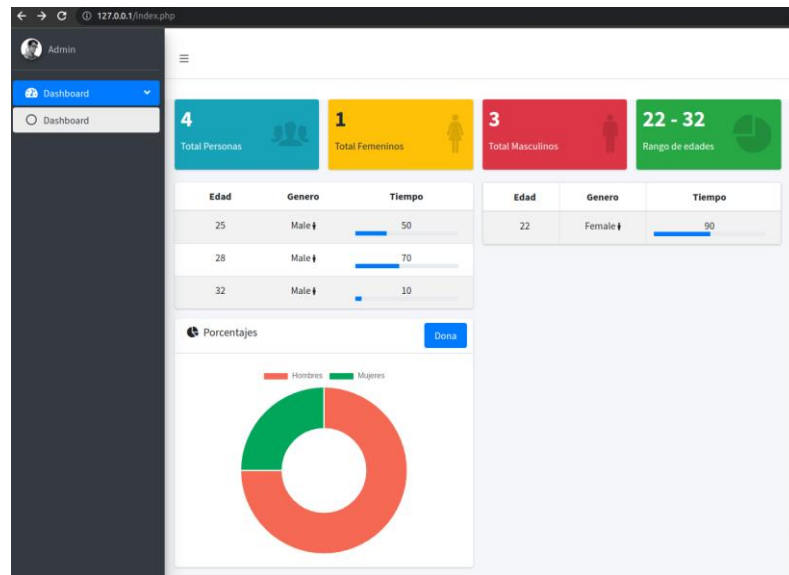 127.0.0.1/index.php
Admin
Dashboard
Dashboard
4
Total Personas
1
Total Femeninos
3
Total Masculinos
22 - 32
Rango de edades
Edad Genero Tiempo
25 Male 50
28 Male 70
32 Male 10
Edad Genero Tiempo
22 Female 90
Porcentajes
Dona
Hombres Mujeres